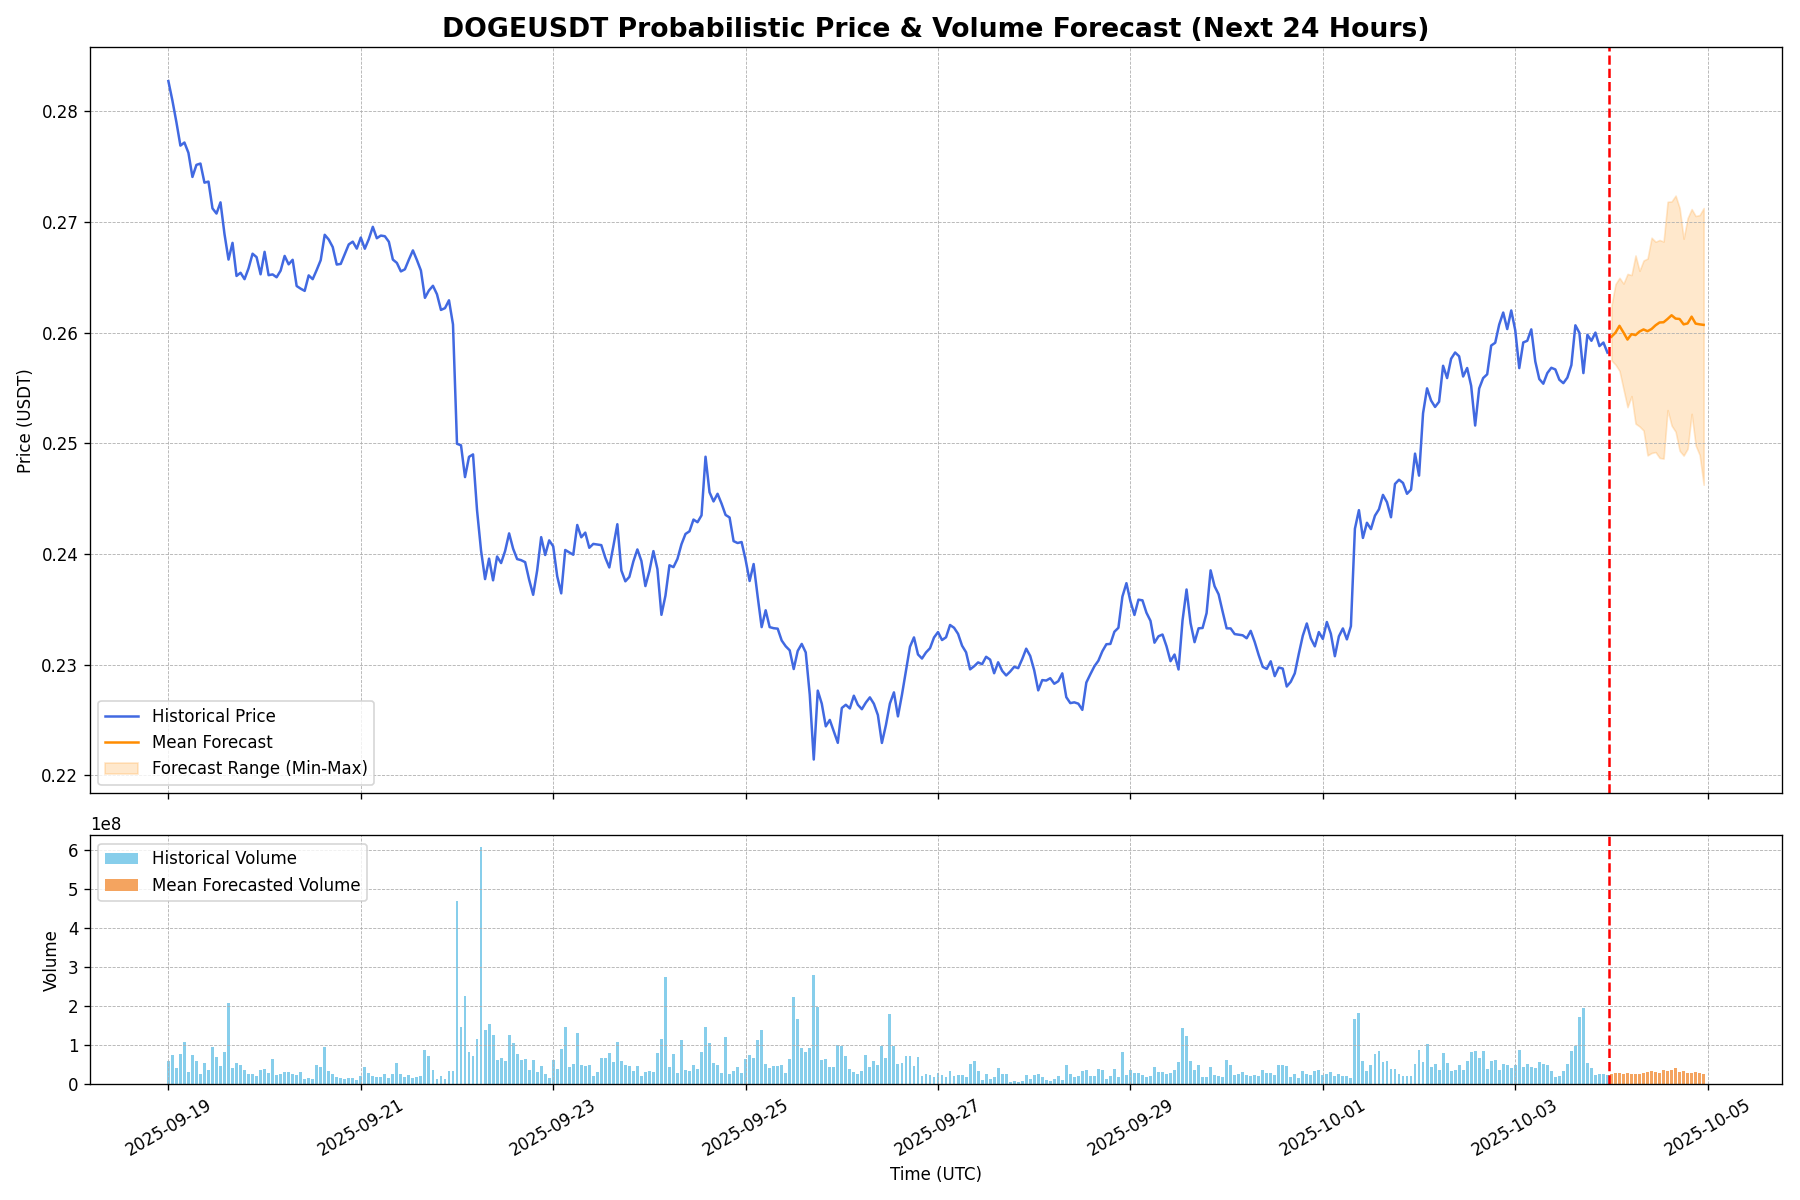 DOGEUSDT Probabilistic Price & Volume Forecast (Next 24 Hours)
Price (USDT)
0.28
0.27
0.26
0.25
0.24
0.23
0.22
Historical Price
Mean Forecast
Forecast Range (Min-Max)
1e8
Volume
6
5
4
3
2
1
0
Historical Volume
Mean Forecasted Volume
2025-09-19
2025-09-21
2025-09-23
2025-09-25
2025-09-27
2025-09-29
2025-10-01
2025-10-03
2025-10-05
Time (UTC)